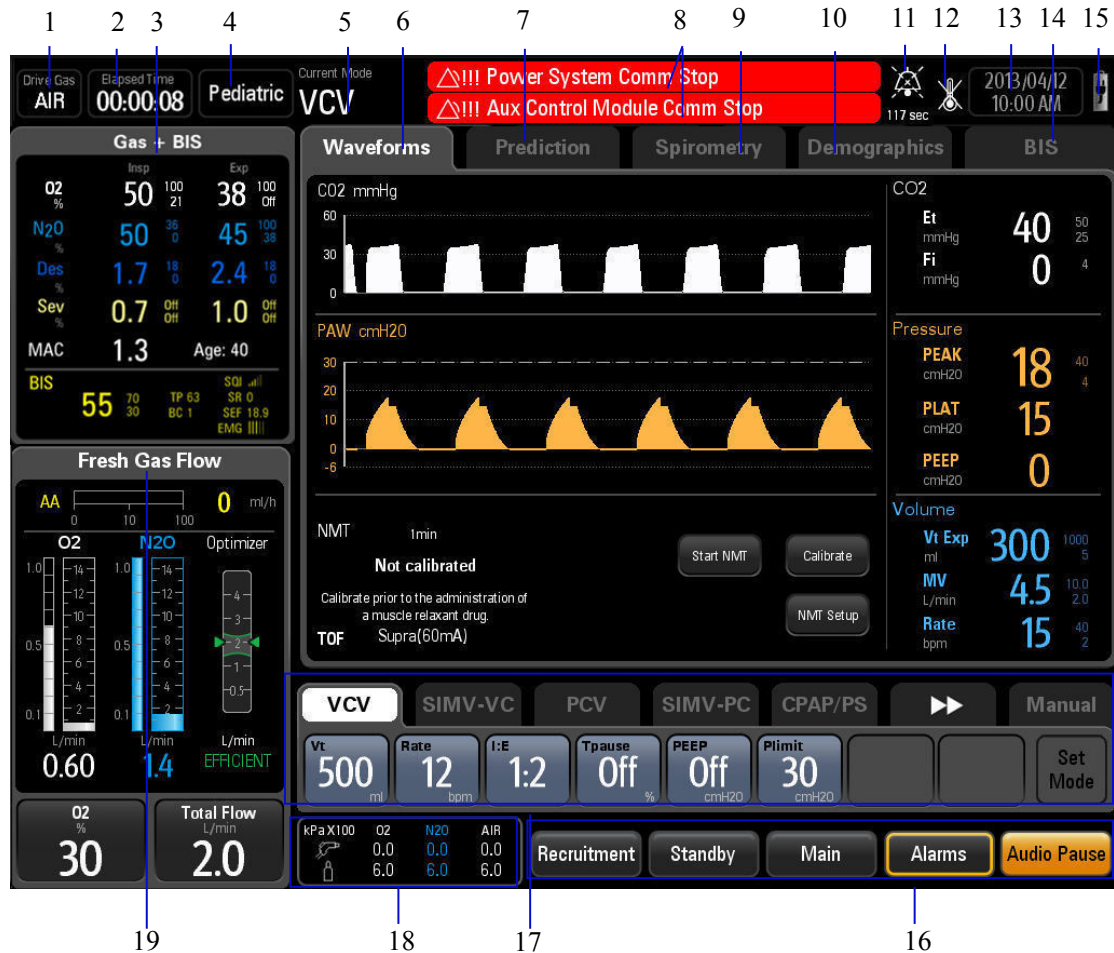 1 2 3 4 5 6 7 8 9 10 11 12 13 14 15
Drive Gas
AIR
Elapsed Time
00:00:08
Pediatric
Current Mode
VCV
!!! Power System Comm Stop
!!! Aux Control Module Comm Stop
117 sec
2013/04/12
10:00 AM
Gas + BIS
Insp Exp
O2 % 50 100 21 38 100 Off
N2O % 50 36 0 45 100 38
Des % 1.7 18 0 2.4 18 0
Sev % 0.7 Off Off 1.0 Off Off
MAC 1.3 Age: 40
BIS
55 70 30
TP 63
BC 1
SQI
SR 0
SEF 18.9
EMG
Fresh Gas Flow
AA 0 ml/h
0 10 100
O2 N2O Optimizer
1.0 0.5 0.1
14 12 10 8 6 4 2
1.0 0.5 0.1
14 12 10 8 6 4 2
4 3 2 1 0.5
L/min L/min L/min
0.60 1.4 EFFICIENT
O2
%
30
Total Flow
L/min
2.0
Waveforms Prediction Spirometry Demographics BIS
CO2 mmHg
60
30
0
PAW cmH20
30
20
10
0
-6
NMT 1min
Not calibrated
Calibrate prior to the administration of
a muscle relaxant drug.
TOF Supra(60mA)
Start NMT
Calibrate
NMT Setup
CO2
Et mmHg 40 50 25
Fi mmHg 0 4
Pressure
PEAK cmH20 18 40 4
PLAT cmH20 15
PEEP cmH20 0
Volume
Vt Exp ml 300 1000 5
MV L/min 4.5 10.0 2.0
Rate bpm 15 40 2
VCV SIMV-VC PCV SIMV-PC CPAP/PS Manual
Vt 500 ml
Rate 12 bpm
I:E 1:2
Tpause Off %
PEEP Off cmH20
Plimit 30 cmH20
Set
Mode
kPaX100 O2 N2O AIR
0.0 0.0 0.0
6.0 6.0 6.0
Recruitment Standby Main Alarms Audio Pause
19 18 17 16